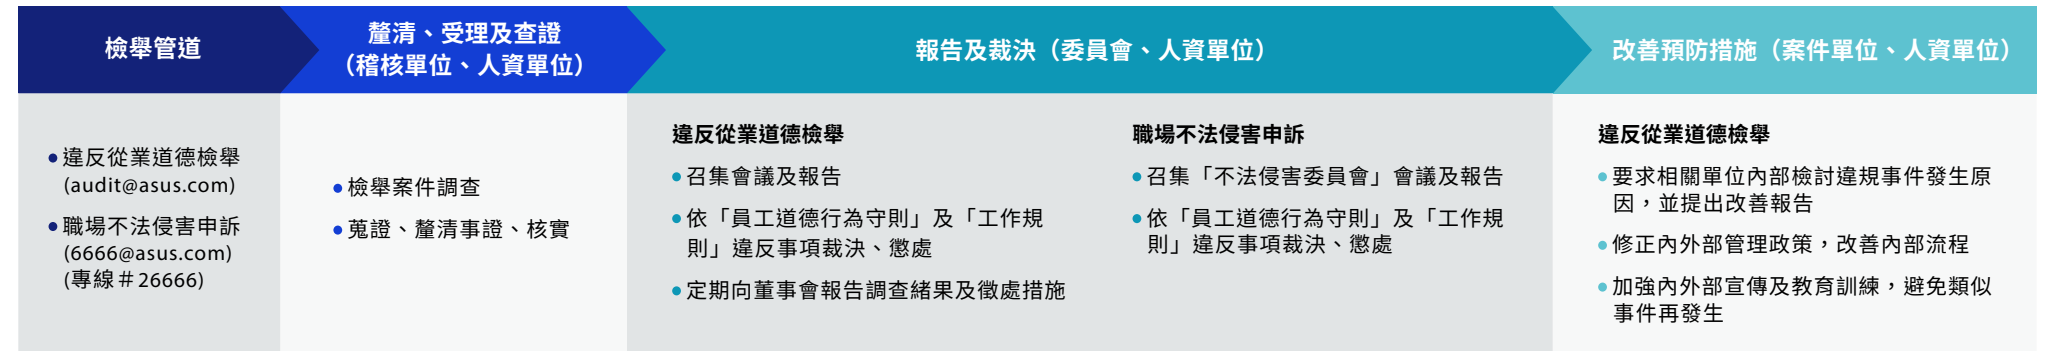 檢舉管道
釐清、受理及查證
（稽核單位、人資單位）
報告及裁決（委員會、人資單位）
改善預防措施（案件單位、人資單位）
●違反從業道德檢舉
(audit@asus.com)
●職場不法侵害申訴
(6666@asus.com)
(專線＃26666)
●檢舉案件調查
●蒐證、釐清事證、核實
違反從業道德檢舉
●召集會議及報告
●依「員工道德行為守則」及「工作規
則」違反事項裁決、懲處
●定期向董事會報告調查緒果及徵處措施
職場不法侵害申訴
●召集「不法侵害委員會」會議及報告
●依「員工道德行為守則」及「工作規
則」違反事項裁決、懲處
違反從業道德檢舉
●要求相關單位內部檢討違規事件發生原
因，並提出改善報告
●修正內外部管理政策，改善內部流程
●加強內外部宣傳及教育訓練，避免類似
事件再發生